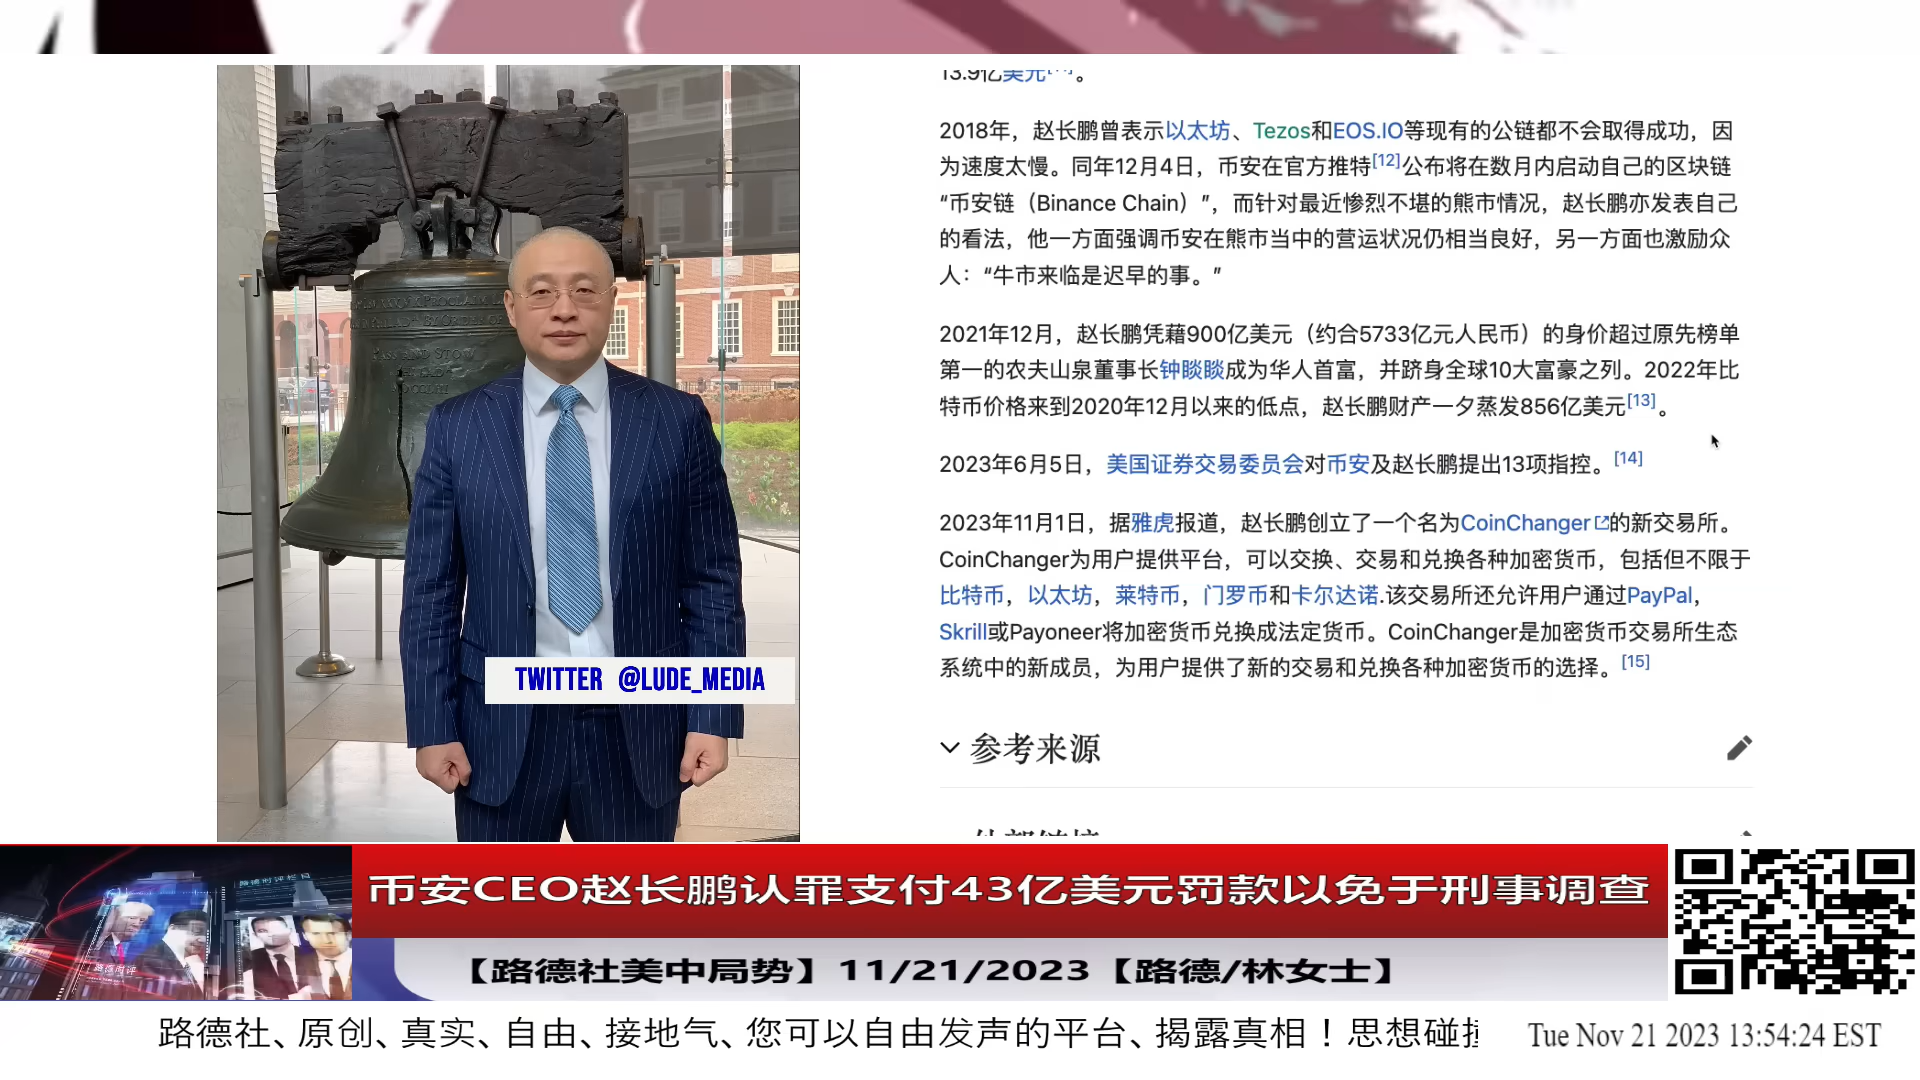 13.9亿美元
2018年，赵长鹏曾表示以太坊、Tezos和EOS.IO等现有的公链都不会取得成功，因
为速度太慢。同年12月4日，币安在官方推特[12]公布将在数月内启动自己的区块链
“币安链（Binance Chain）”，而针对最近惨烈不堪的熊市情况，赵长鹏亦发表自己
的看法，他一方面强调币安在熊市当中的营运状况仍相当良好，另一方面也激励众
人：“牛市来临是迟早的事。”
2021年12月，赵长鹏凭藉900亿美元（约合5733亿元人民币）的身价超过原先榜单
第一的农夫山泉董事长钟睒睒成为华人首富，并跻身全球10大富豪之列。2022年比
特币价格来到2020年12月以来的低点，赵长鹏财产一夕蒸发856亿美元[13]。
2023年6月5日，美国证券交易委员会对币安及赵长鹏提出13项指控。[14]
2023年11月1日，据雅虎报道，赵长鹏创立了一个名为CoinChanger的新交易所。
CoinChanger为用户提供平台，可以交换、交易和兑换各种加密货币，包括但不限于
比特币，以太坊，莱特币，门罗币和卡尔达诺.该交易所还允许用户通过PayPal，
Skrill或Payoneer将加密货币兑换成法定货币。CoinChanger是加密货币交易所生态
系统中的新成员，为用户提供了新的交易和兑换各种加密货币的选择。[15]
参考来源
PASS AND STOW
TWITTER @LUDE_MEDIA
币安CEO赵长鹏认罪支付43亿美元罚款以免于刑事调查
【路德社美中局势】11/21/2023【路德/林女士】
路德时评
路德社、原创、真实、自由、接地气、您可以自由发声的平台、揭露真相！思想碰撞
Tue Nov 21 2023 13:54:24 EST